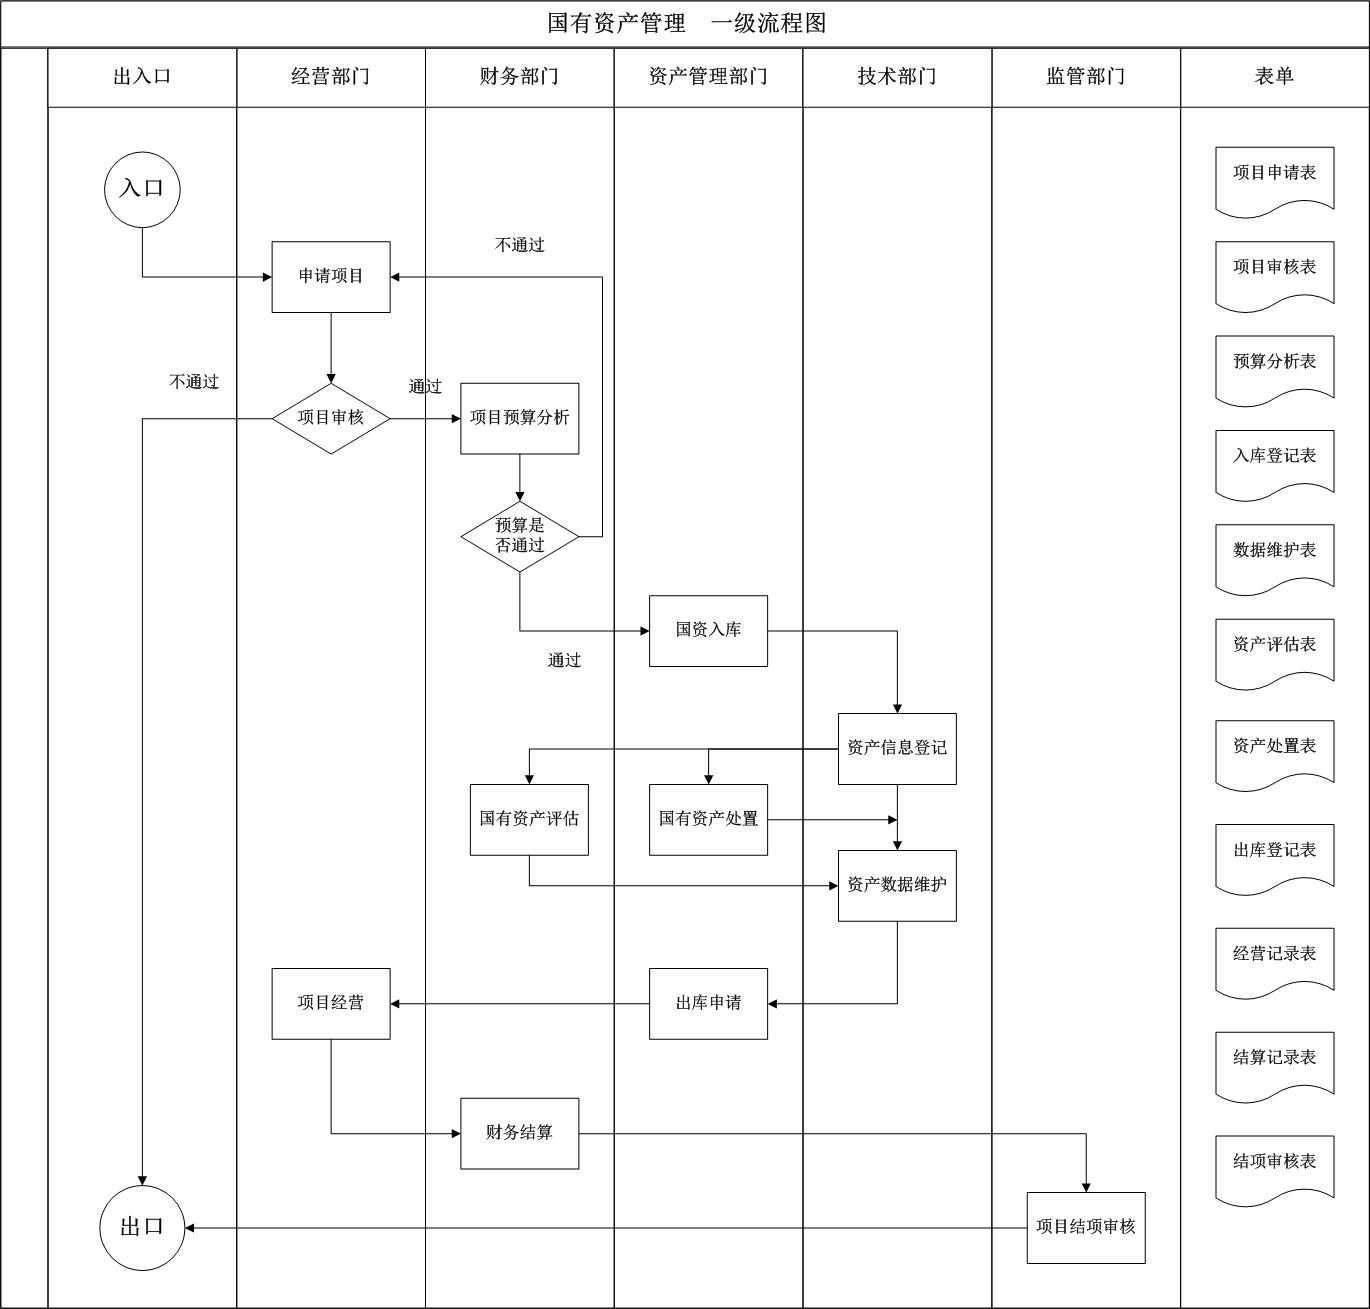 国有资产管理 一级流程图
出入口
经营部门
财务部门
资产管理部门
技术部门
监管部门
表单
入口
申请项目
不通过
项目审核
不通过
通过
项目预算分析
预算是
否通过
通过
国资入库
资产信息登记
国有资产评估
国有资产处置
资产数据维护
项目经营
出库申请
财务结算
出口
项目结项审核
项目申请表
项目审核表
预算分析表
入库登记表
数据维护表
资产评估表
资产处置表
出库登记表
经营记录表
结算记录表
结项审核表